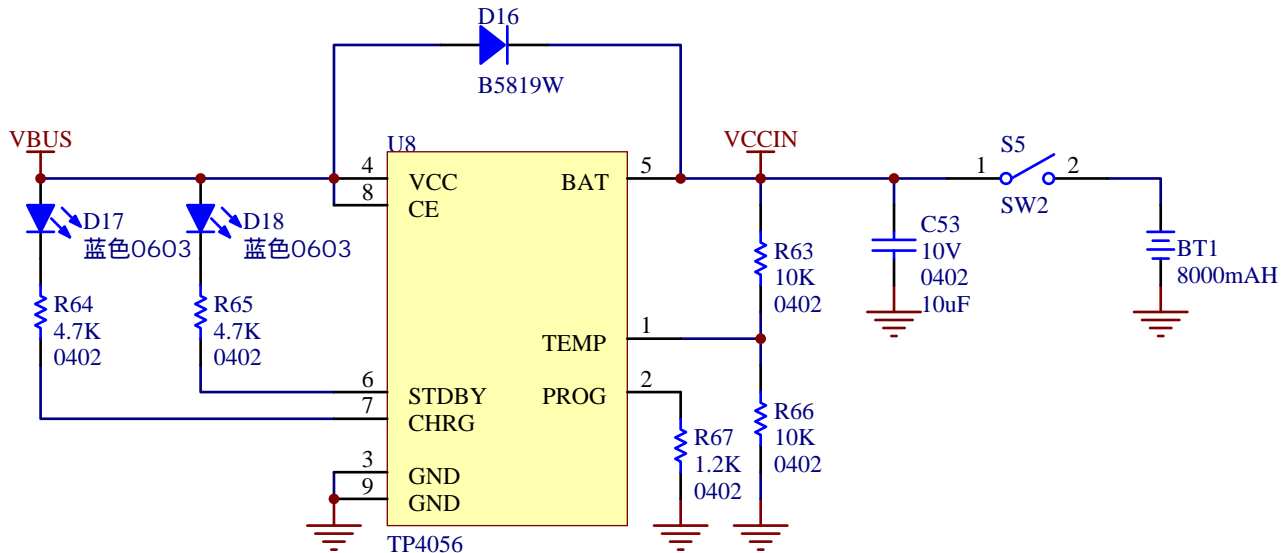 D16
B5819W
VBUS
VCCIN
U8
S5
4
8
VCC
CE
BAT
5
1
2
SW2
D17
蓝色0603
D18
蓝色0603
R63
10K
0402
C53
10V
0402
10uF
BT1
8000mAH
R64
4.7K
0402
R65
4.7K
0402
TEMP
1
6
7
STDBY
CHRG
PROG
2
R67
1.2K
0402
R66
10K
0402
3
9
GND
GND
TP4056